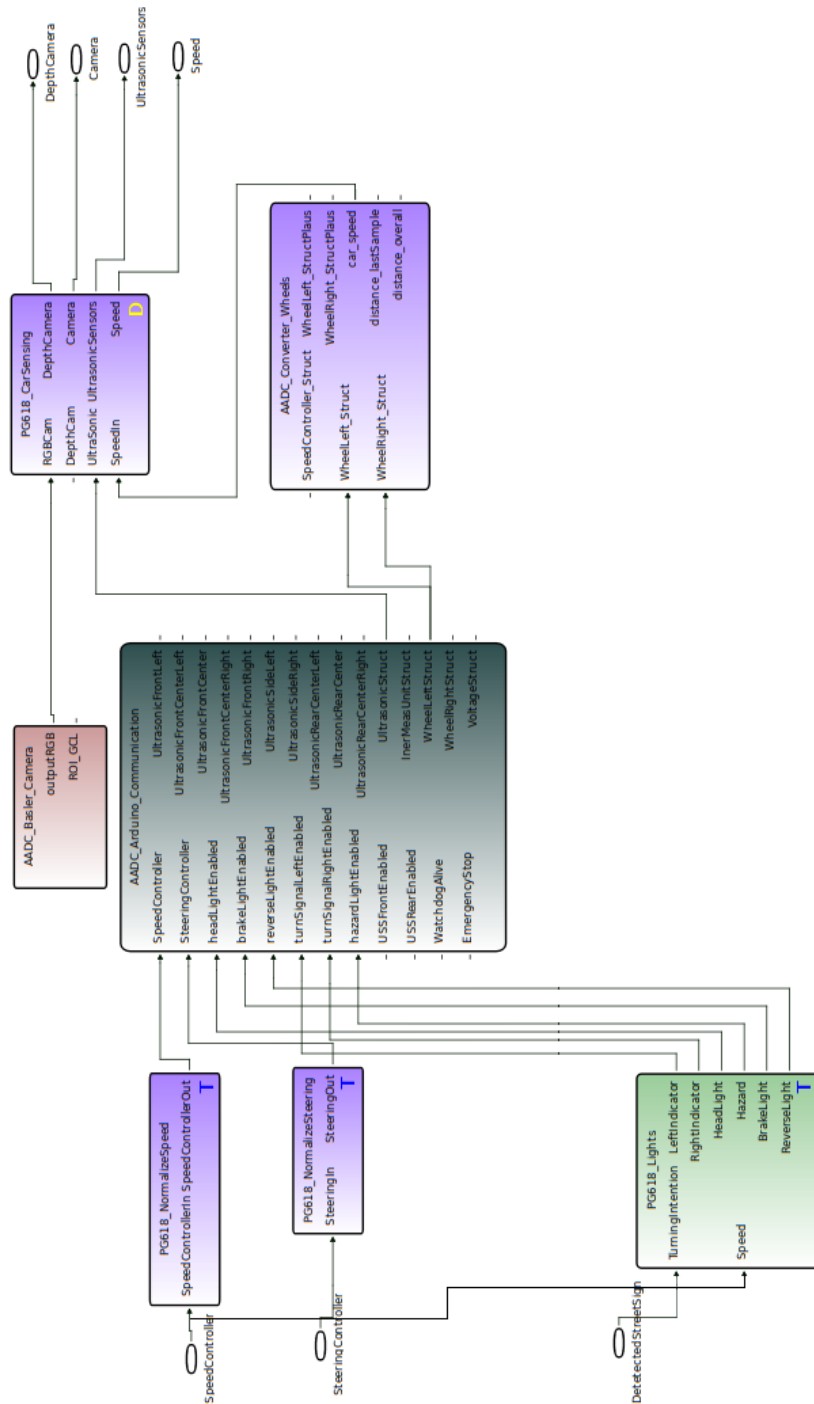 SpeedController
SteeringController
DetetectedStreetSign
PG618_NormalizeSpeed
SpeedControllerIn SpeedControllerOut
T
PG618_NormalizeSteering
SteeringIn SteeringOut
T
PG618_Lights
TurningIntention LeftIndicator
RightIndicator
HeadLight
Speed Hazard
BrakeLight
ReverseLight
T
AADC_Basler_Camera
outputRGB
ROI_GCL
AADC_Arduino_Communication
SpeedController UltrasonicFrontLeft
SteeringController UltrasonicFrontCenterLeft
headLightEnabled UltrasonicFrontCenter
brakeLightEnabled UltrasonicFrontCenterRight
reverseLightEnabled UltrasonicFrontRight
turnSignalLeftEnabled UltrasonicSideLeft
turnSignalRightEnabled UltrasonicSideRight
hazardLightEnabled UltrasonicRearCenterLeft
USSFrontEnabled UltrasonicRearCenter
USSRearEnabled UltrasonicRearCenterRight
WatchdogAlive UltrasonicStruct
EmergencyStop InerMeasUnitStruct
WheelLeftStruct
WheelRightStruct
VoltageStruct
PG618_CarSensing
RGBCam DepthCamera
DepthCam Camera
UltraSonic UltrasonicSensors
SpeedIn Speed
D
AADC_Converter_Wheels
SpeedController_Struct WheelLeft_StructPlaus
WheelRight_StructPlaus
WheelLeft_Struct car_speed
WheelRight_Struct distance_lastSample
distance_overall
DepthCamera
Camera
UltrasonicSensors
Speed